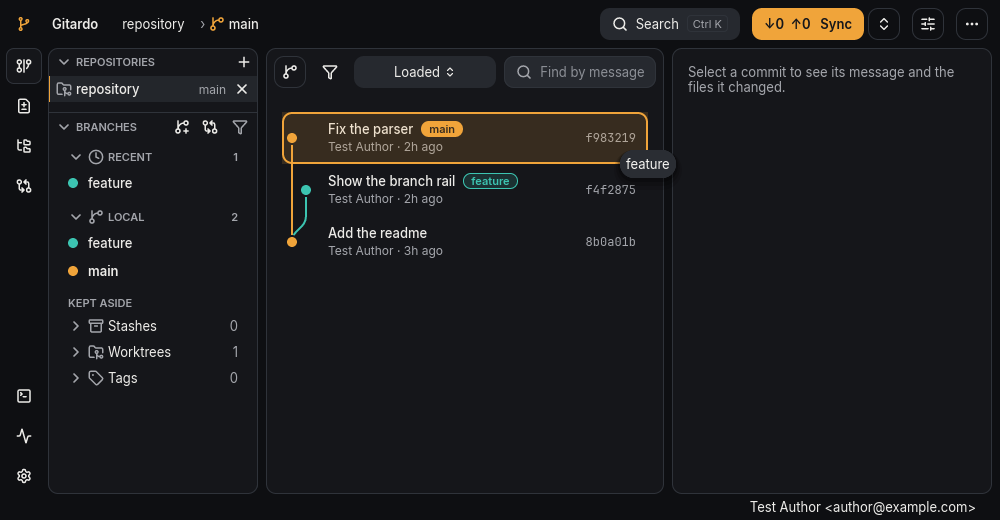 Gitardo repository › main Search Ctrl K ↓0 ↑0 Sync
REPOSITORIES
repository main
BRANCHES
RECENT 1
feature
LOCAL 2
feature
main
KEPT ASIDE
Stashes 0
Worktrees 1
Tags 0
Loaded Find by message
Fix the parser main f983219
Test Author · 2h ago
feature
Show the branch rail feature f4f2875
Test Author · 2h ago
Add the readme 8b0a01b
Test Author · 3h ago
Select a commit to see its message and the
files it changed.
Test Author <author@example.com>